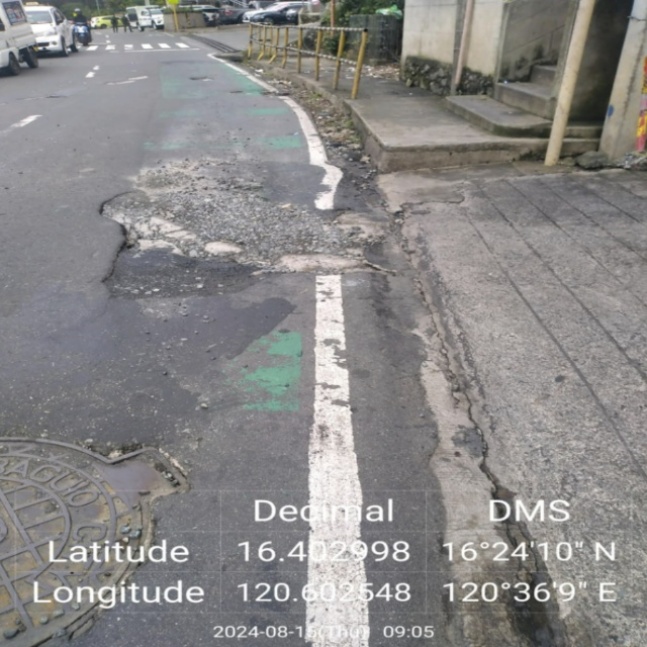 BAGUIO
Decimal DMS
Latitude 16.402998 16°24'10" N
Longitude 120.602548 120°36'9" E
2024-08-15(Thu) 09:05